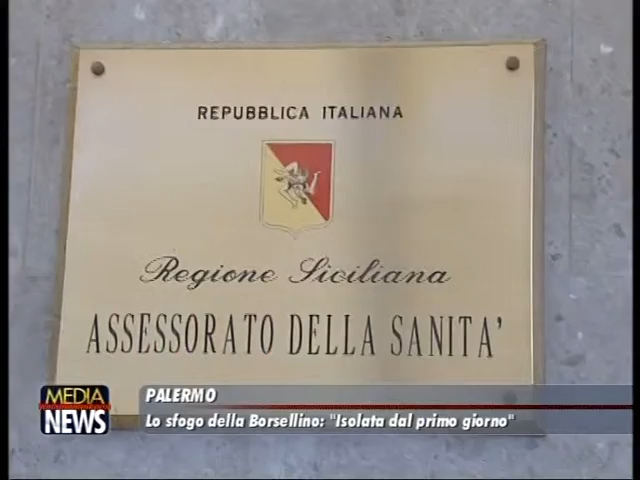 REPUBBLICA ITALIANA
Regione Siciliana
ASSESSORATO DELLA SANITA'
MEDIA
NEWS
PALERMO
Lo sfogo della Borsellino: "Isolata dal primo giorno"